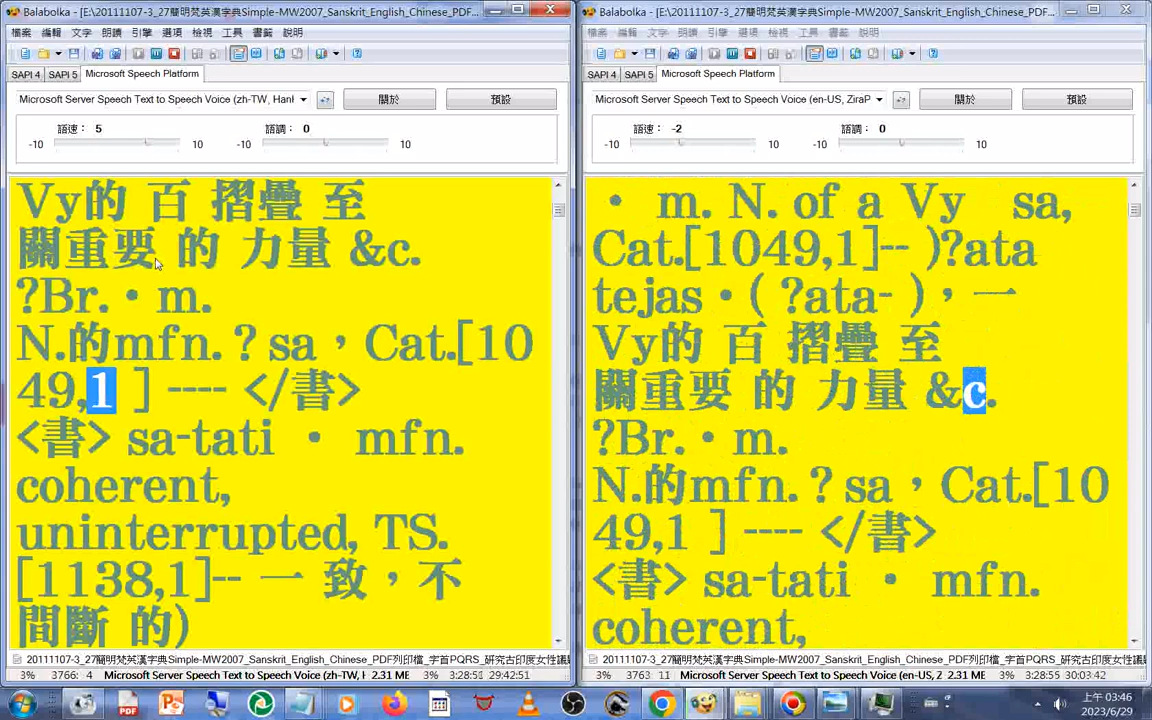 Balabolka - [E:\20111107-3_27簡明梵英漢字典Simple-MW2007_Sanskrit_English_Chinese_PDF...
檔案 編輯 文字 朗讀 引擎 選項 檢視 工具 書籤 說明
SAPI 4 SAPI 5 Microsoft Speech Platform
Microsoft Server Speech Text to Speech Voice (zh-TW, Hanl
關於 預設
語速： 5 語調： 0
-10 10 -10 10
Vy的 百 摺疊 至
關重要 的 力量 &c.
?Br.·m.
N.的mfn.？sa，Cat.[10
49,1 ] ---- </書>
<書> sa-tati · mfn.
coherent,
uninterrupted, TS.
[1138,1]-- 一 致，不
間斷 的)
20111107-3_27簡明梵英漢字典Simple-MW2007_Sanskrit_English_Chinese_PDF列印檔_字首PQRS_研究古印度女性議
3% 3766: 4 Microsoft Server Speech Text to Speech Voice (zh-TW, H 2.31 ME 3% 3:28:51 29:42:51
Balabolka - [E:\20111107-3_27簡明梵英漢字典Simple-MW2007_Sanskrit_English_Chinese_PDF...
檔案 編輯 文字 朗讀 引擎 選項 檢視 工具 書籤 說明
SAPI 4 SAPI 5 Microsoft Speech Platform
Microsoft Server Speech Text to Speech Voice (en-US, ZiraP
關於 預設
語速： -2 語調： 0
-10 10 -10 10
· m. N. of a Vy sa,
Cat.[1049,1]-- )?ata
tejas·( ?ata- )，一
Vy的 百 摺疊 至
關重要 的 力量 &c.
?Br.·m.
N.的mfn.？sa，Cat.[10
49,1 ] ---- </書>
<書> sa-tati · mfn.
coherent,
20111107-3_27簡明梵英漢字典Simple-MW2007_Sanskrit_English_Chinese_PDF列印檔_字首PQRS_研究古印度女性議
3% 3763 11 Microsoft Server Speech Text to Speech Voice (en-US, Z 2.31 ME 3% 3:28:55 30:03:42
上午 03:46
2023/6/29